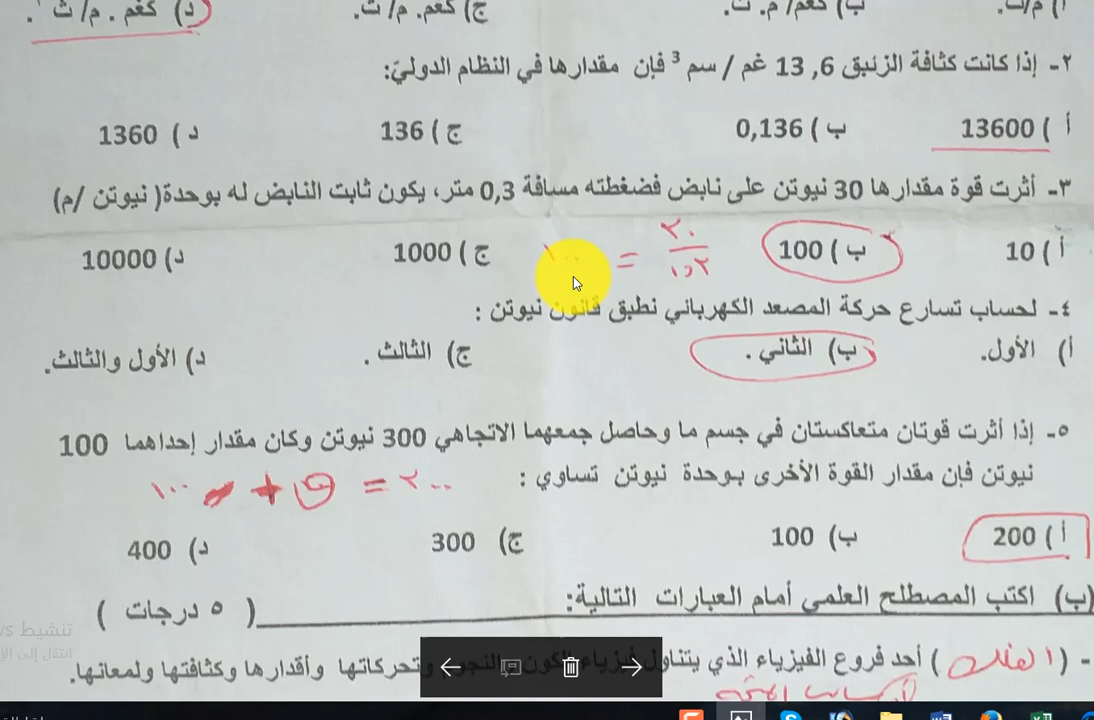 أ) م/ث. ب) كغم/ م. ث. ج) كغم. م/ ث. د) كغم . م/ ث .
٢- إذا كانت كثافة الزئبق 6, 13 غم / سم 3 فإن مقدارها في النظام الدوليّ:
أ ) 13600 ب ) 0,136 ج ) 136 د ) 1360
٣- أثرت قوة مقدارها 30 نيوتن على نابض فضغطته مسافة 0,3 متر، يكون ثابت النابض له بوحدة( نيوتن /م)
أ ) 10 ب ) 100 ج ) 1000 د) 10000
=
٤- لحساب تسارع حركة المصعد الكهربائي نطبق قانون نيوتن :
أ) الأول. ب) الثاني . ج) الثالث . د) الأول والثالث.
٥- إذا أثرت قوتان متعاكستان في جسم ما وحاصل جمعهما الاتجاهي 300 نيوتن وكان مقدار إحداهما 100
نيوتن فإن مقدار القوة الأخرى بوحدة نيوتن تساوي :
أ ) 200 ب) 100 ج) 300 د) 400
(ب) اكتب المصطلح العلمي أمام العبارات التالية: ( ٥ درجات )
- ( الفلك ) أحد فروع الفيزياء الذي يتناول فيزياء الكون والنجوم وتحركاتها وأقدارها وكثافتها ولمعانها.